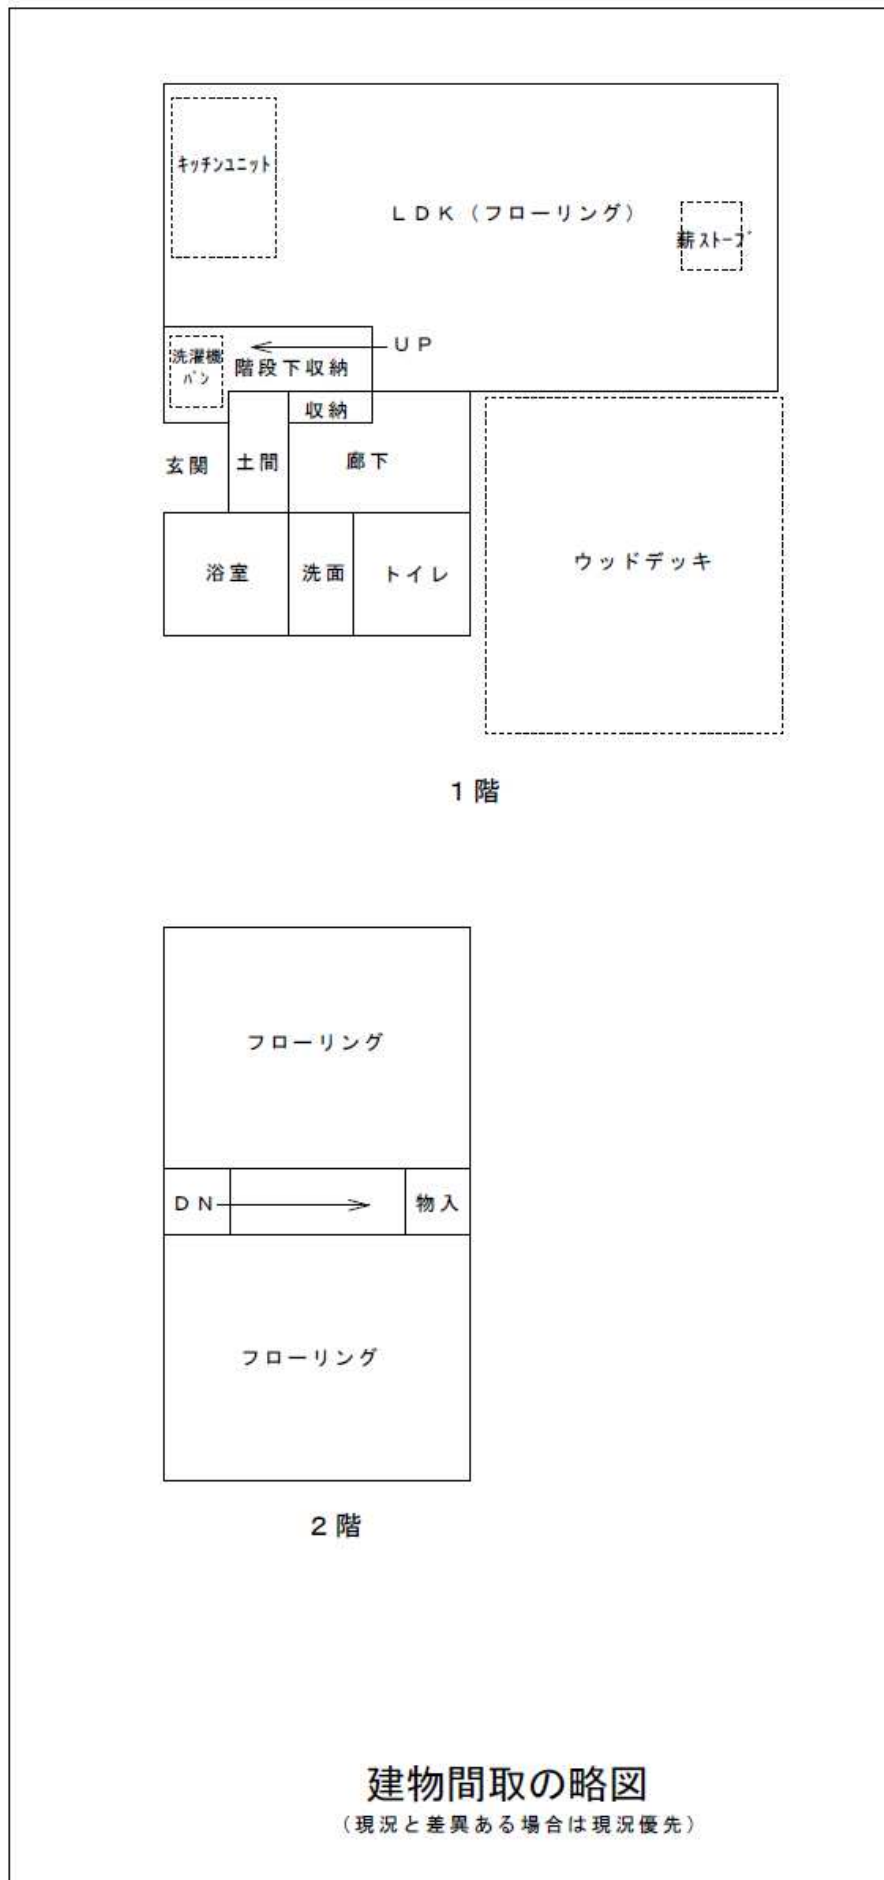 キッチンユニット
LDK(フローリング)
薪ストーブ
UP
洗濯機
パン
階段下収納
収納
玄関
土間
廊下
浴室
洗面
トイレ
ウッドデッキ
1階
フローリング
DN
物入
フローリング
2階
建物間取の略図
(現況と差異ある場合は現況優先)